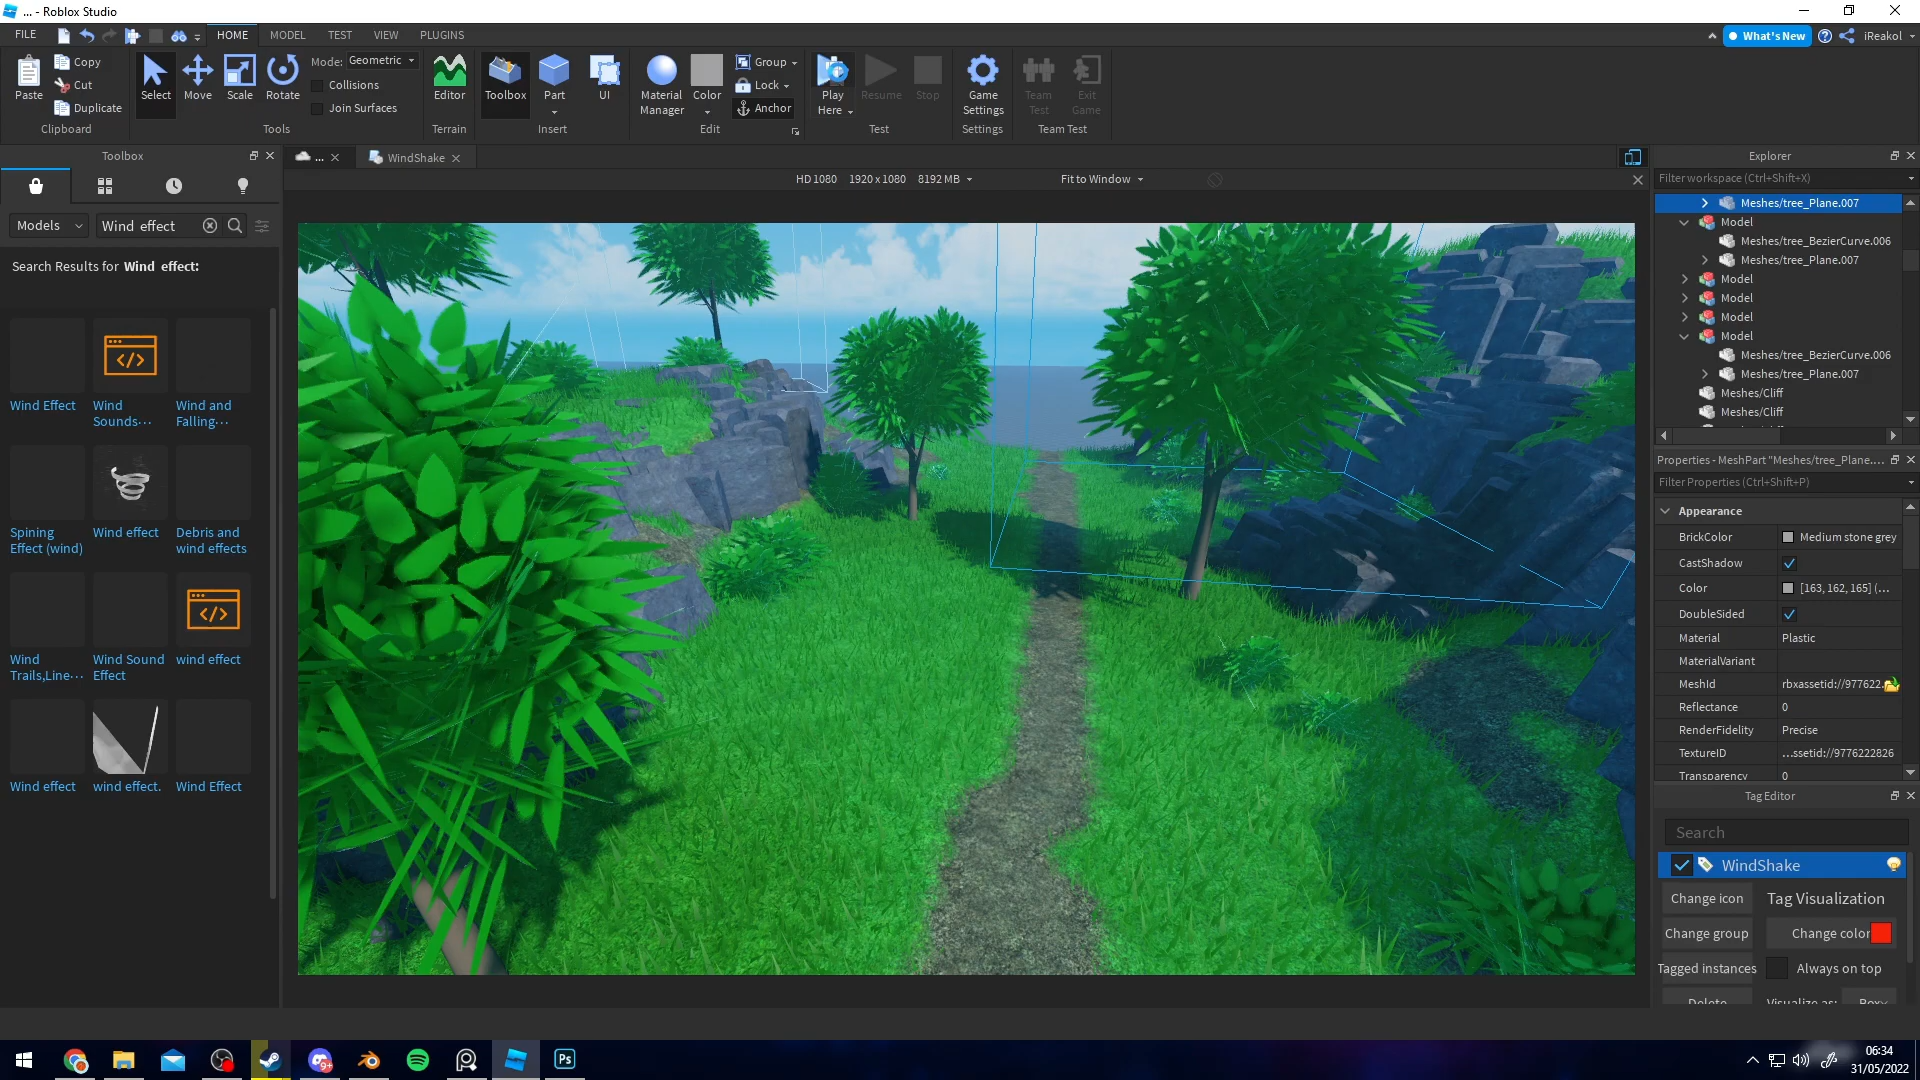 ... - Roblox Studio
FILE
HOME
MODEL
TEST
VIEW
PLUGINS
What's New
iReakol
Paste
Copy
Cut
Duplicate
Clipboard
Select
Move
Scale
Rotate
Mode: Geometric
Collisions
Join Surfaces
Tools
Editor
Terrain
Toolbox
Part
UI
Insert
Material
Manager
Color
Group
Lock
Anchor
Edit
Play
Here
Resume
Stop
Test
Game
Settings
Settings
Team
Test
Exit
Game
Team Test
Toolbox
Models
Wind effect
Search Results for Wind effect:
Wind Effect
Wind
Sounds...
Wind and
Falling...
Spining
Effect (wind)
Wind effect
Debris and
wind effects
Wind
Trails,Line...
Wind Sound
Effect
wind effect
Wind effect
wind effect.
Wind Effect
...
WindShake
HD 1080 1920 x 1080 8192 MB
Fit to Window
Explorer
Filter workspace (Ctrl+Shift+X)
Meshes/tree_Plane.007
Model
Meshes/tree_BezierCurve.006
Meshes/tree_Plane.007
Model
Model
Model
Model
Meshes/tree_BezierCurve.006
Meshes/tree_Plane.007
Meshes/Cliff
Meshes/Cliff
Properties - MeshPart "Meshes/tree_Plane....
Filter Properties (Ctrl+Shift+P)
Appearance
BrickColor Medium stone grey
CastShadow
Color [163, 162, 165] (...
DoubleSided
Material Plastic
MaterialVariant
MeshId rbxassetid://977622
Reflectance 0
RenderFidelity Precise
TextureID ...ssetid://9776222826
Transparency 0
Tag Editor
Search
WindShake
Change icon
Tag Visualization
Change group
Change color
Tagged instances
Always on top
Delete
Visualize as: Box
Ps
9+
06:34
31/05/2022